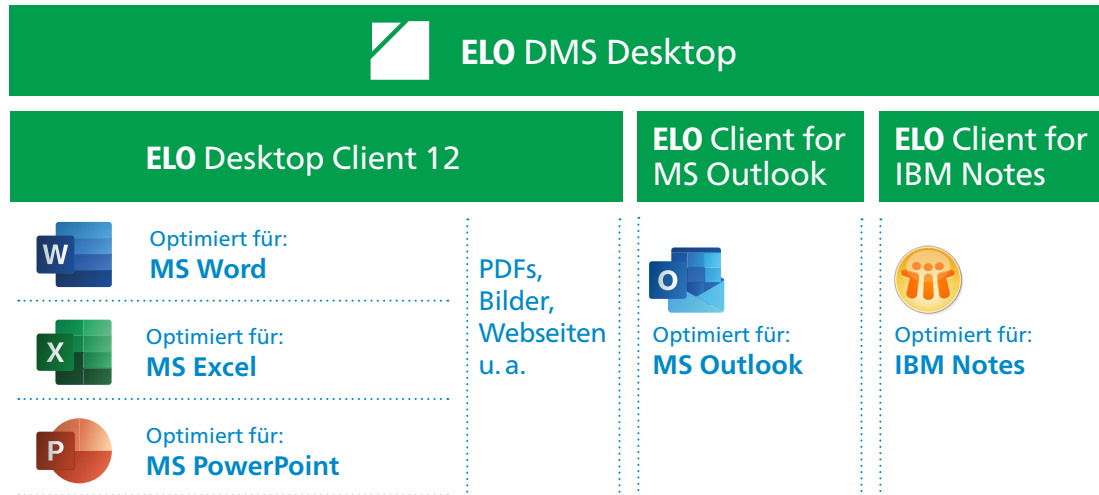 ELO DMS Desktop
ELO Desktop Client 12
ELO Client for
MS Outlook
ELO Client for
IBM Notes
W
Optimiert für:
MS Word
X
Optimiert für:
MS Excel
P
Optimiert für:
MS PowerPoint
PDFs,
Bilder,
Webseiten
u. a.
O
Optimiert für:
MS Outlook
Optimiert für:
IBM Notes